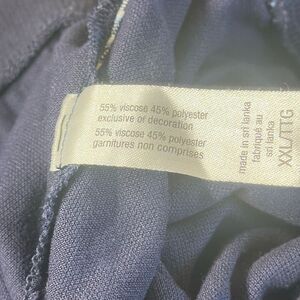 55% viscose 45% polyester
exclusive of decoration
55% viscose 45% polyester
garnitures non comprises
made in sri lanka
fabriqué au
sri lanka
XXL/TTG